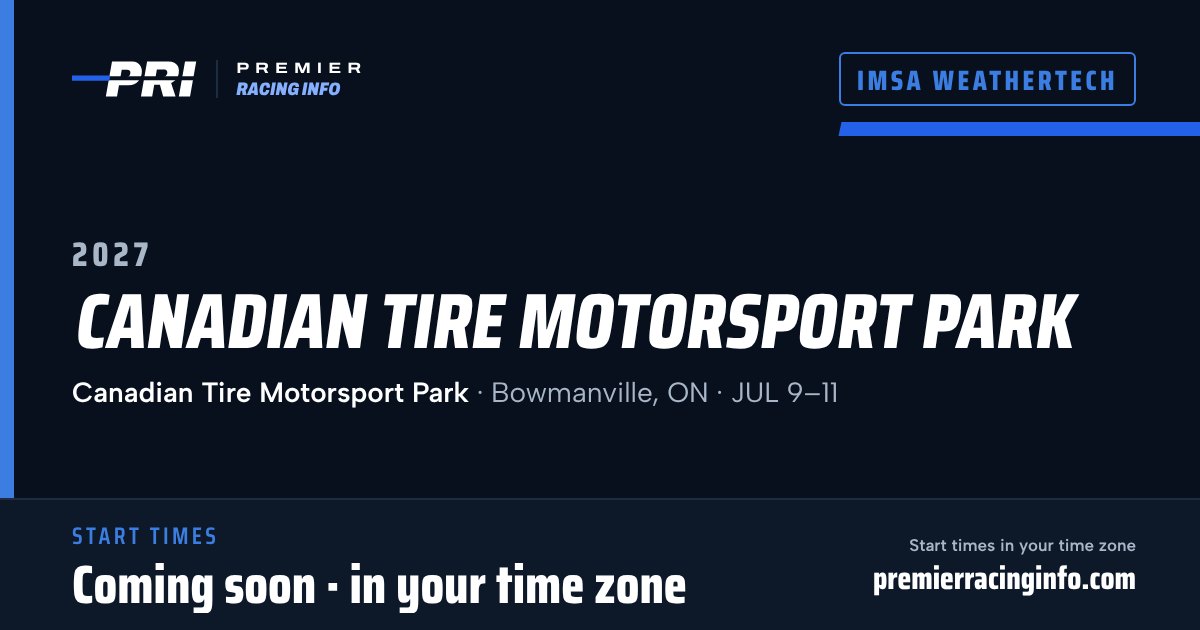 PRI
PREMIER
RACING INFO
IMSA WEATHERTECH
2027
CANADIAN TIRE MOTORSPORT PARK
Canadian Tire Motorsport Park · Bowmanville, ON · JUL 9–11
START TIMES
Coming soon · in your time zone
Start times in your time zone
premierracinginfo.com